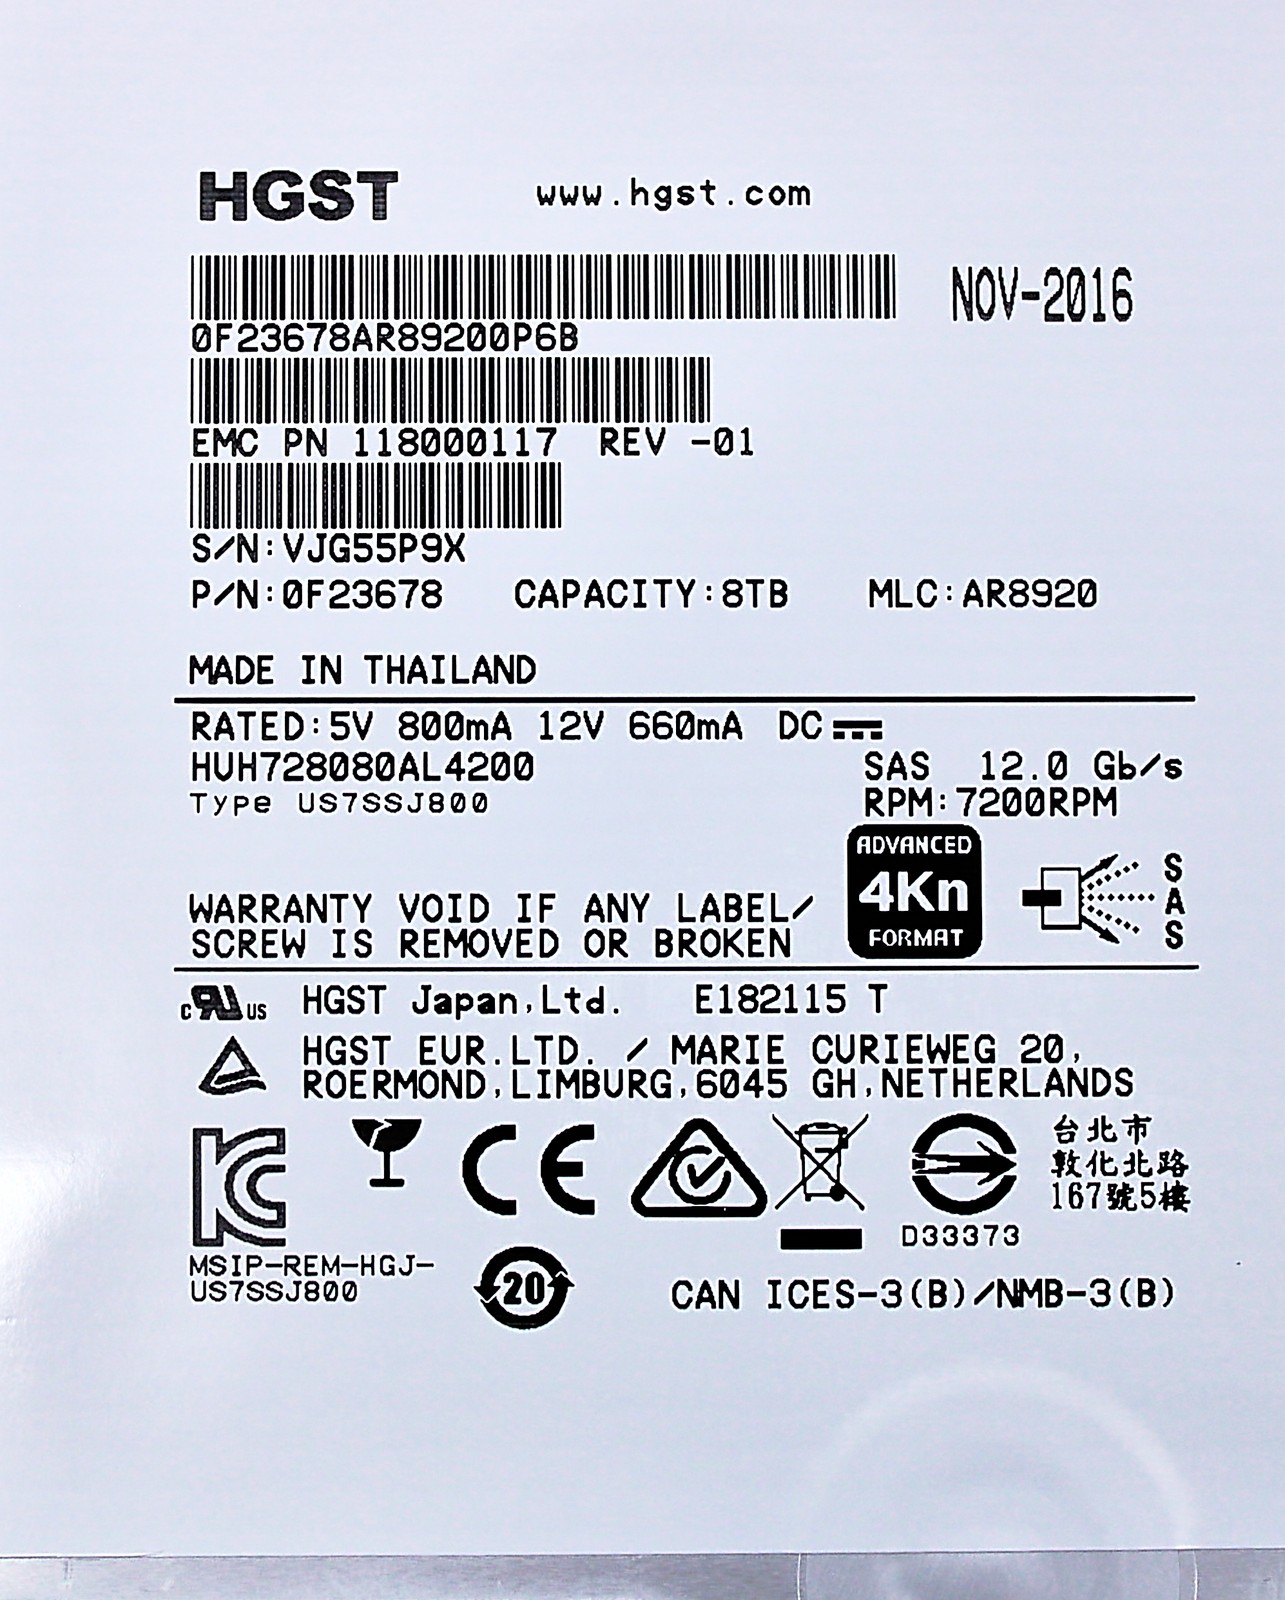 HGST www.hgst.com
NOV-2016
0F23678AR89200P6B
EMC PN 118000117 REV -01
S/N:VJG55P9X
P/N:0F23678 CAPACITY:8TB MLC:AR8920
MADE IN THAILAND
RATED:5V 800mA 12V 660mA DC
HUH728080AL4200 SAS 12.0 Gb/s
Type US7SSJ800 RPM:7200RPM
ADVANCED
4Kn
FORMAT
S
A
S
WARRANTY VOID IF ANY LABEL/
SCREW IS REMOVED OR BROKEN
c RU US HGST Japan,Ltd. E182115 T
HGST EUR.LTD. / MARIE CURIEWEG 20,
ROERMOND,LIMBURG,6045 GH,NETHERLANDS
KC
CE
台北市
敦化北路
167號5樓
D33373
MSIP-REM-HGJ-
US7SSJ800
20
CAN ICES-3(B)/NMB-3(B)